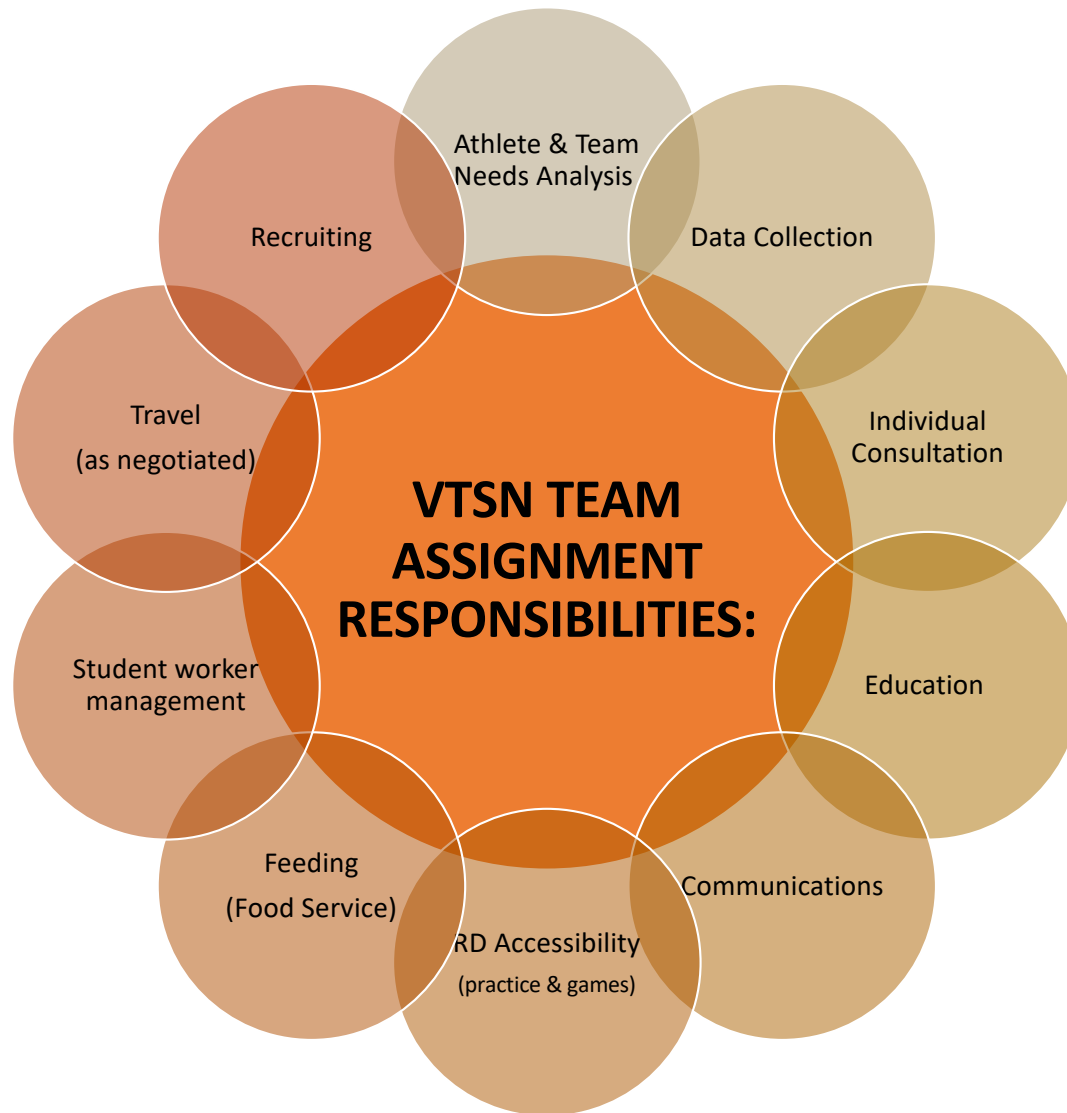 Athlete & Team
Needs Analysis
Data Collection
Individual
Consultation
Education
Communications
RD Accessibility
(practice & games)
Feeding
(Food Service)
Student worker
management
Travel
(as negotiated)
Recruiting
VTSN TEAM
ASSIGNMENT
RESPONSIBILITIES: